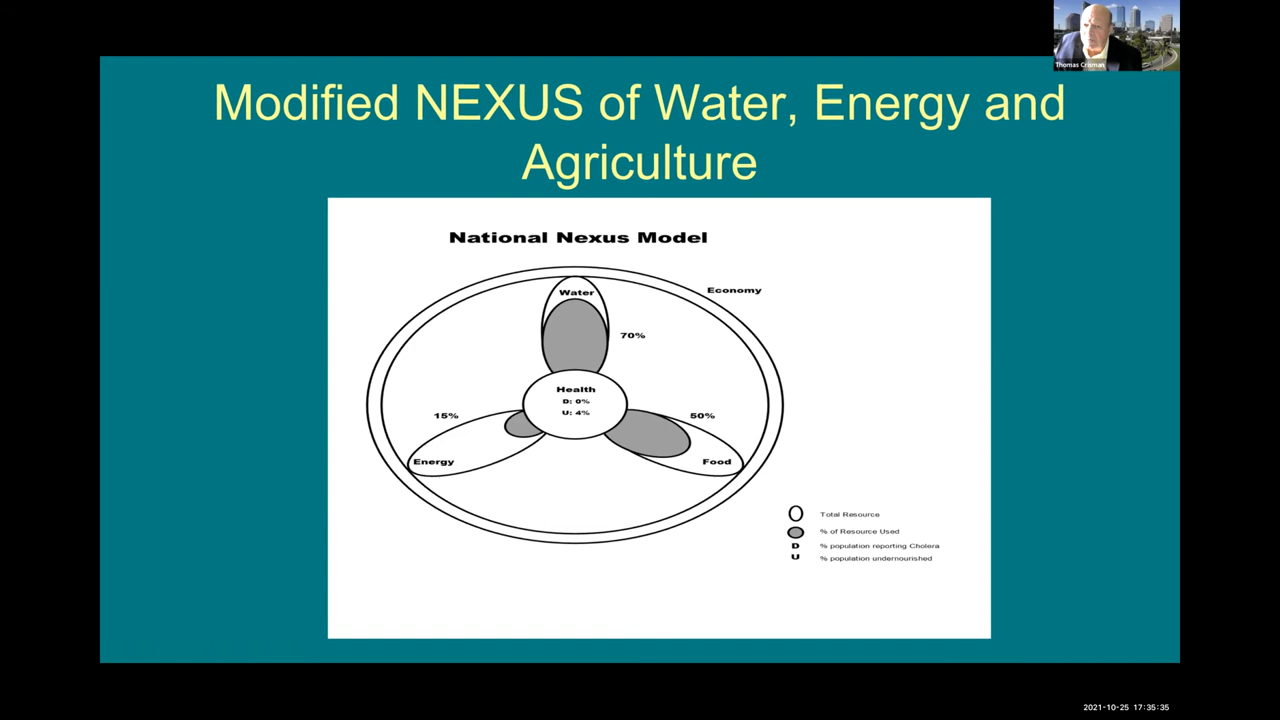 Thomas Crisman
Modified NEXUS of Water, Energy and
Agriculture
National Nexus Model
Economy
Water
70%
Health
D: 0%
U: 4%
15%
50%
Energy
Food
Total Resource
% of Resource Used
D % population reporting Cholera
U % population undernourished
2021-10-25 17:35:35